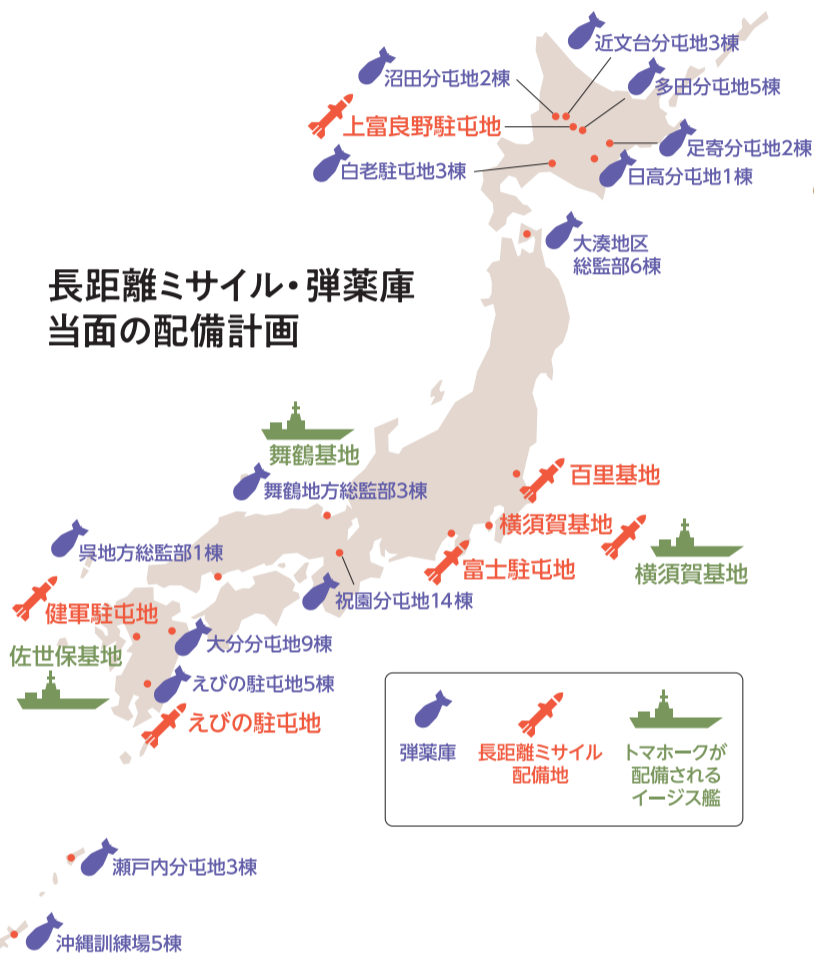 近文台分屯地3棟
沼田分屯地2棟
多田分屯地5棟
上富良野駐屯地
足寄分屯地2棟
白老駐屯地3棟
日高分屯地1棟
大湊地区
総監部6棟
長距離ミサイル・弾薬庫
当面の配備計画
舞鶴基地
百里基地
舞鶴地方総監部3棟
横須賀基地
呉地方総監部1棟
富士駐屯地
横須賀基地
祝園分屯地14棟
健軍駐屯地
大分分屯地9棟
佐世保基地
えびの駐屯地5棟
えびの駐屯地
弾薬庫
長距離ミサイル
配備地
トマホークが
配備される
イージス艦
瀬戸内分屯地3棟
沖縄訓練場5棟